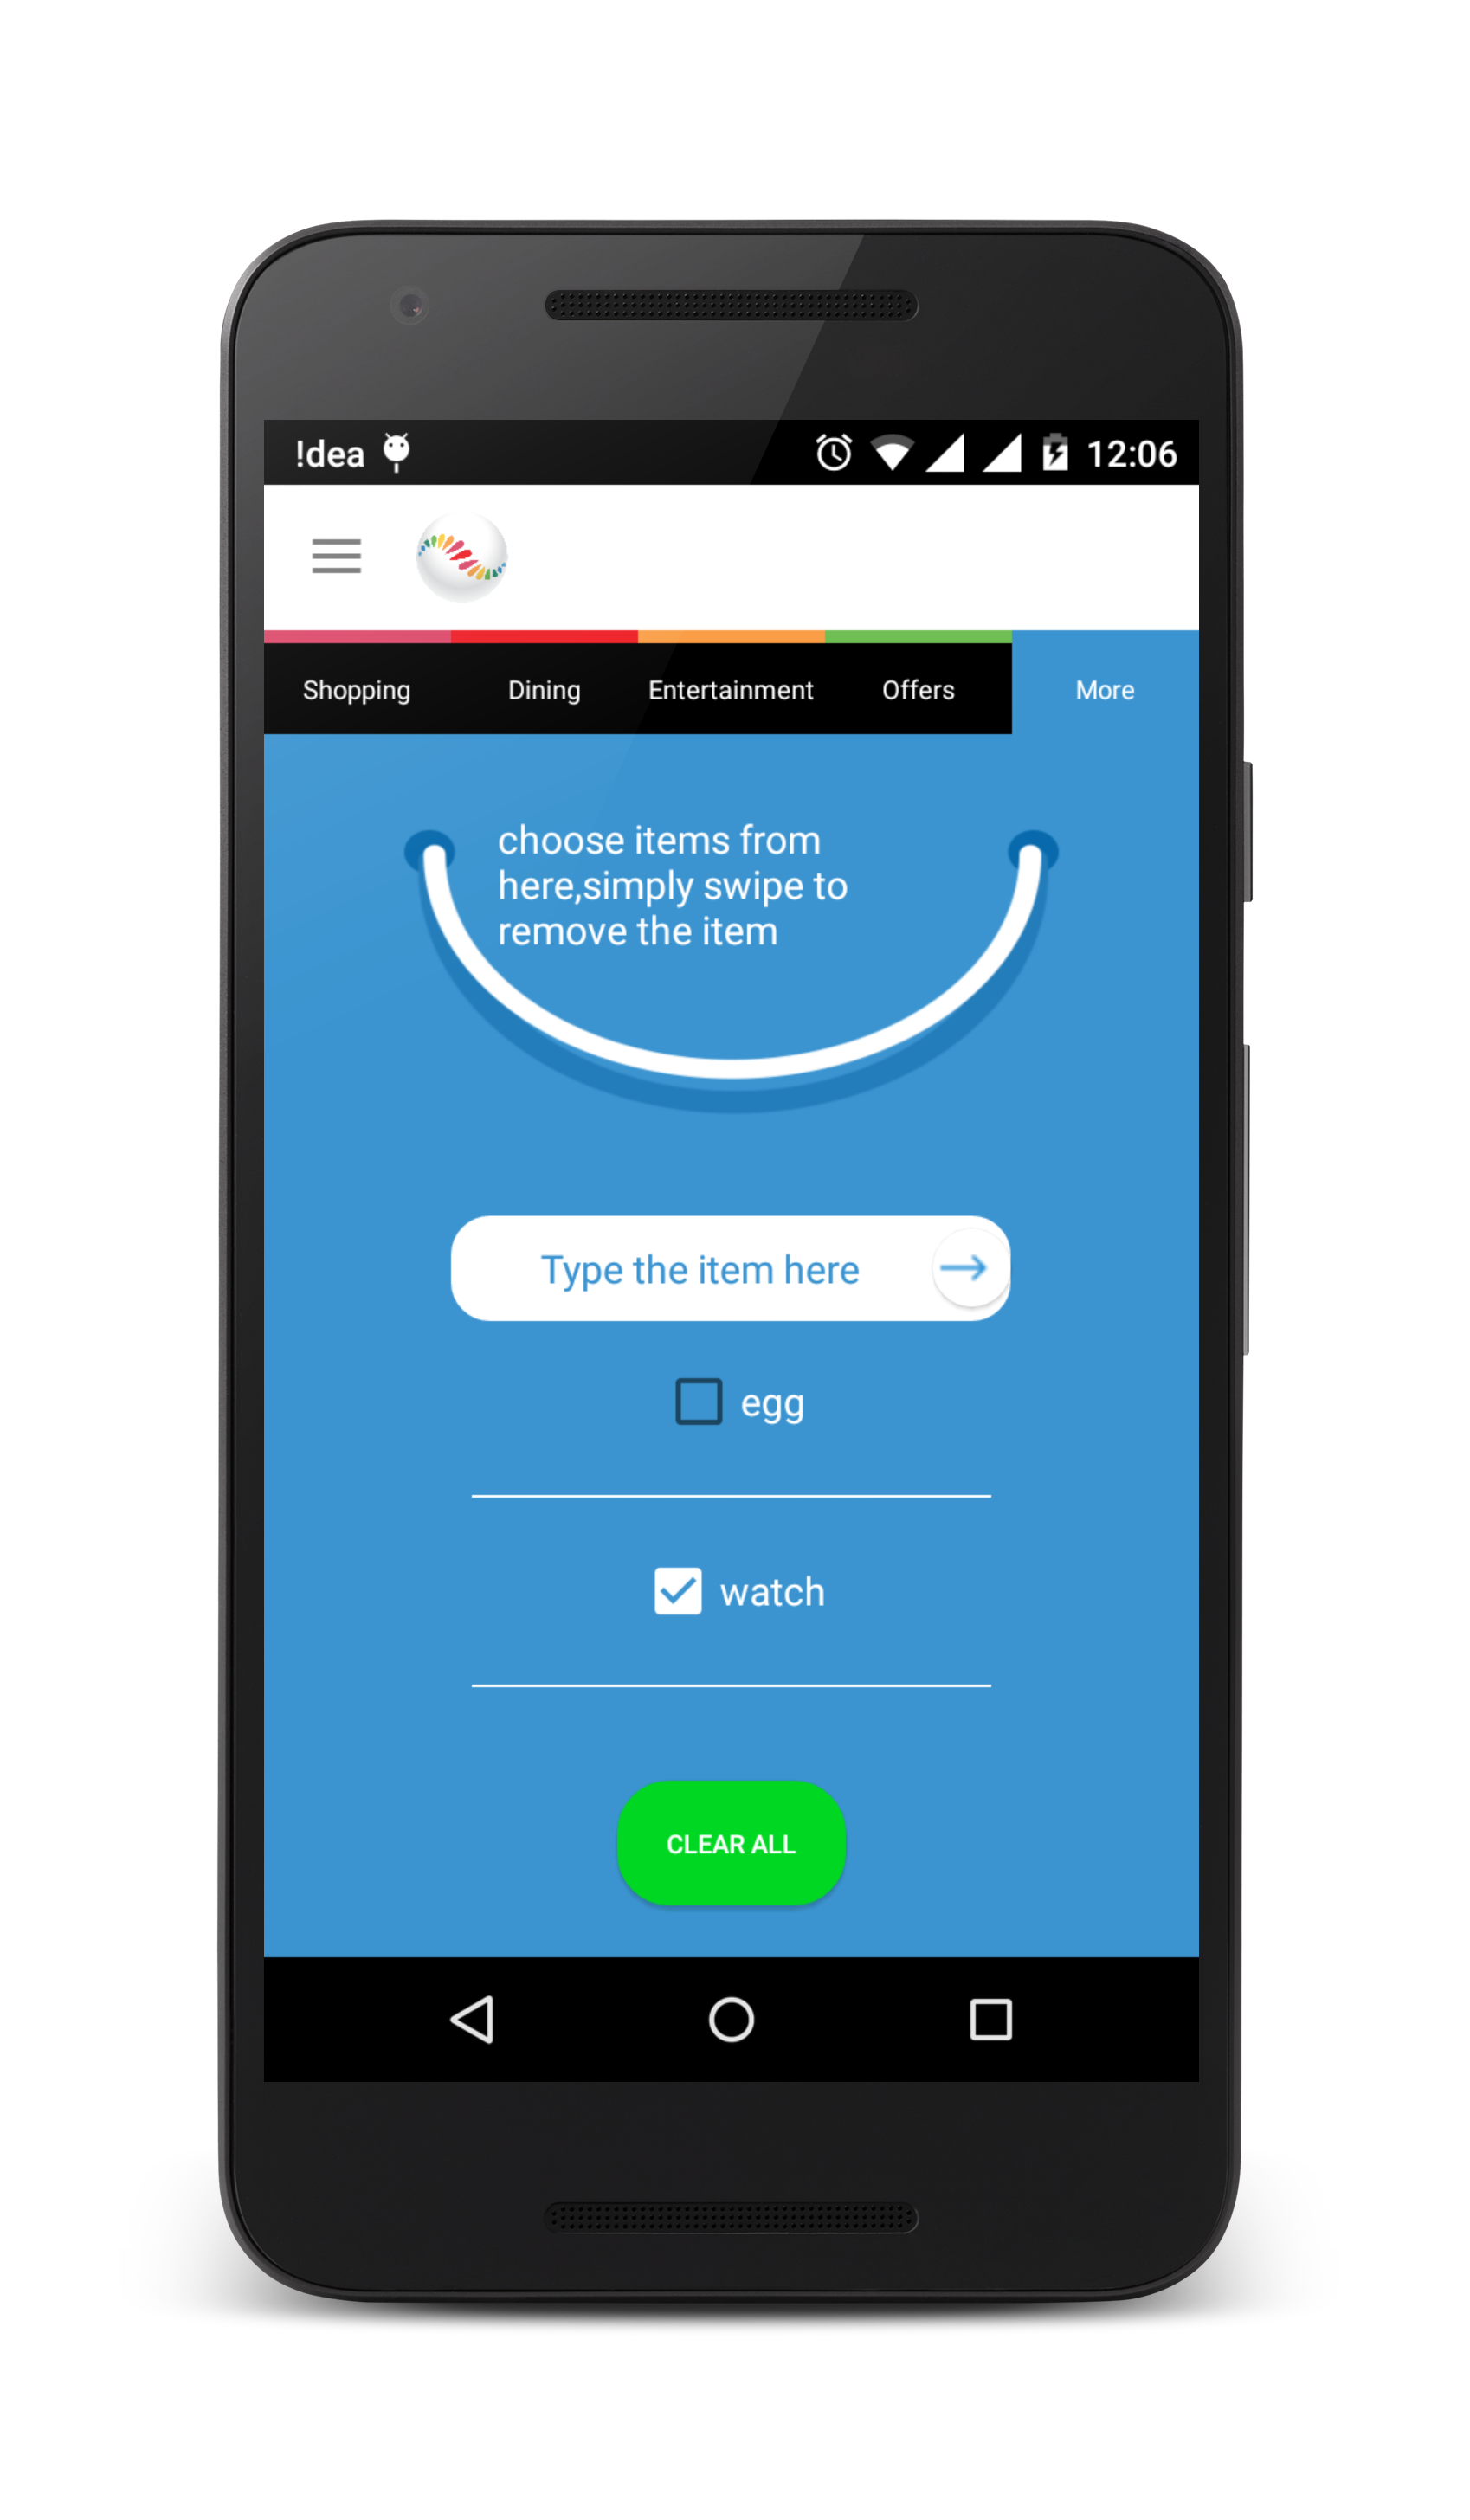 !dea 12:06
Shopping Dining Entertainment Offers More
choose items from
here,simply swipe to
remove the item
Type the item here
egg
watch
CLEAR ALL